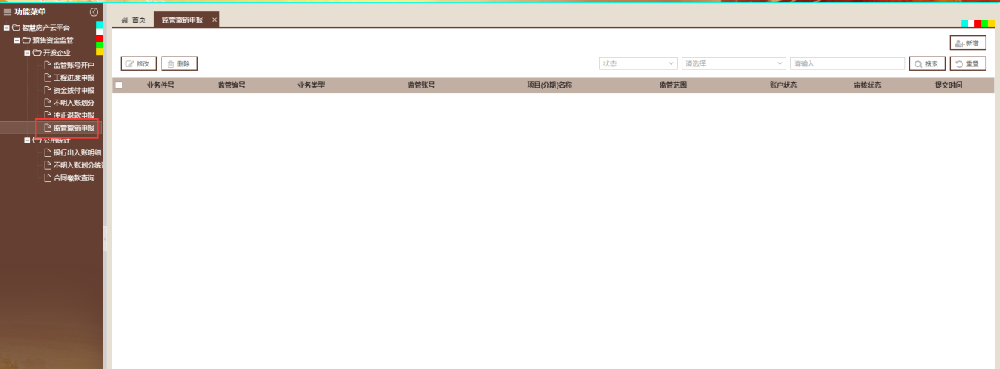 功能菜单
智慧房产云平台
预售资金监管
开发企业
监管账号开户
工程进度申报
资金拨付申报
不明入账划分
冲正退款申报
监管撤销申报
公用统计
银行出入账明细
不明入账划分统
合同缴款查询
首页 监管撤销申报 ×
新增
修改 删除 状态 请选择 请输入 搜索 重置
业务件号 监管编号 业务类型 监管账号 项目(分期)名称 监管范围 账户状态 审核状态 提交时间